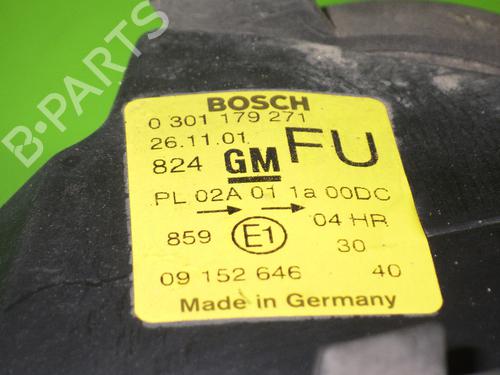 B-PARTS
BOSCH
0 301 179 271
26.11.01
FU
824 GM
PL 02A 01 1a 00DC
859 E1 04 HR
30
09 152 646 40
Made in Germany